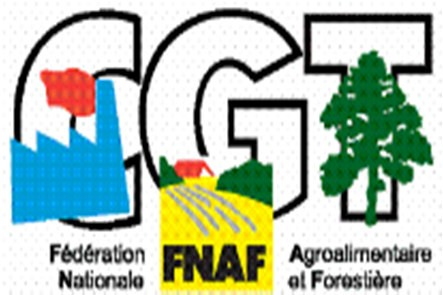 CGT
Fédération
Nationale
FNAF
Agroalimentaire
et Forestière